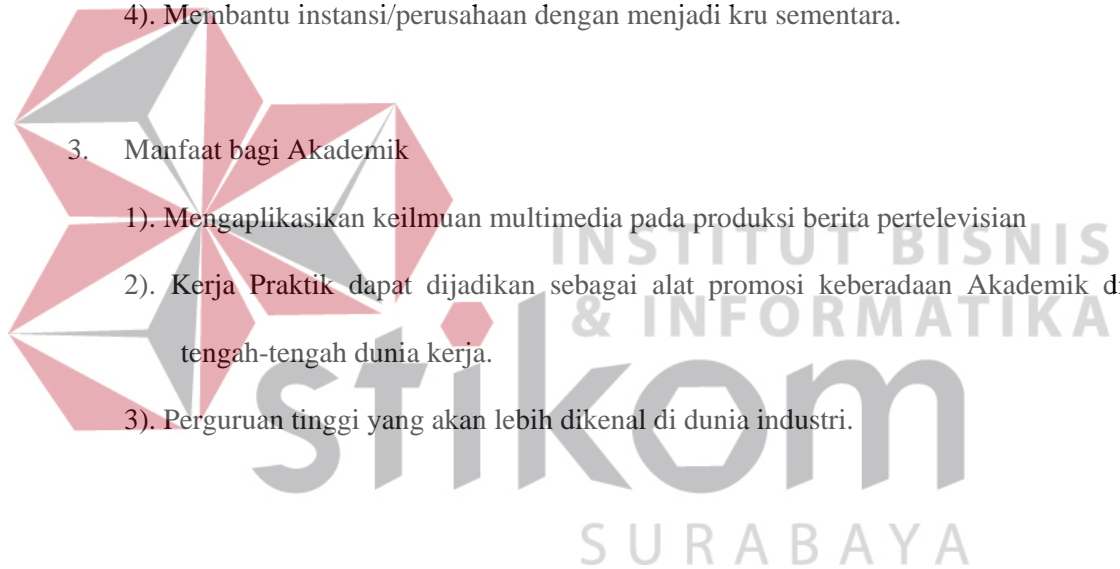 4). Membantu instansi/perusahaan dengan menjadi kru sementara.
3. Manfaat bagi Akademik
1). Mengaplikasikan keilmuan multimedia pada produksi berita pertelevisian
2). Kerja Praktik dapat dijadikan sebagai alat promosi keberadaan Akademik di
tengah-tengah dunia kerja.
3). Perguruan tinggi yang akan lebih dikenal di dunia industri.
INSTITUT BISNIS
& INFORMATIKA
stikom
SURABAYA